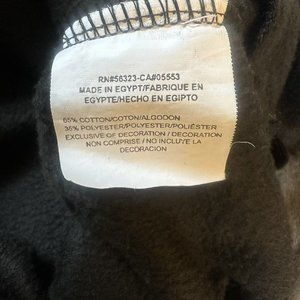 RN#56323-CA#05553
MADE IN EGYPT/FABRIQUE EN
EGYPTE/HECHO EN EGIPTO
65% COTTON/COTON/ALGODON
35% POLYESTER/POLYESTER/POLIÉSTER
EXCLUSIVE OF DECORATION / DECORATION
NON COMPRISE / NO INCLUYE LA
DECORACIÓN